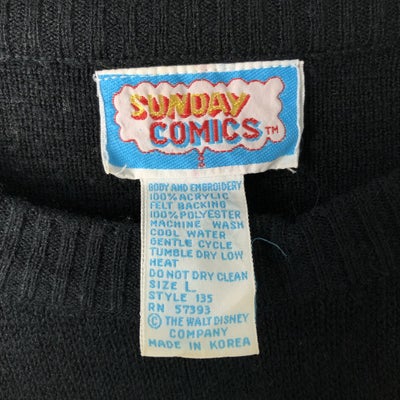 SUNDAY
COMICS™
BODY AND EMBROIDERY
100% ACRYLIC
FELT BACKING
100% POLYESTER
MACHINE WASH
COOL WATER
GENTLE CYCLE
TUMBLE DRY LOW
HEAT
DO NOT DRY CLEAN
SIZE L
STYLE 135
RN 57393
© THE WALT DISNEY
COMPANY
MADE IN KOREA